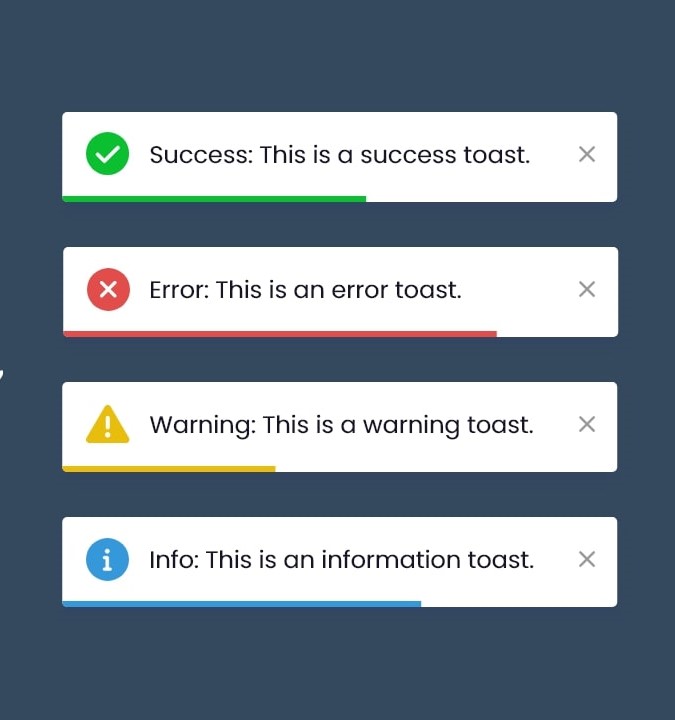 Success: This is a success toast.
Error: This is an error toast.
Warning: This is a warning toast.
Info: This is an information toast.